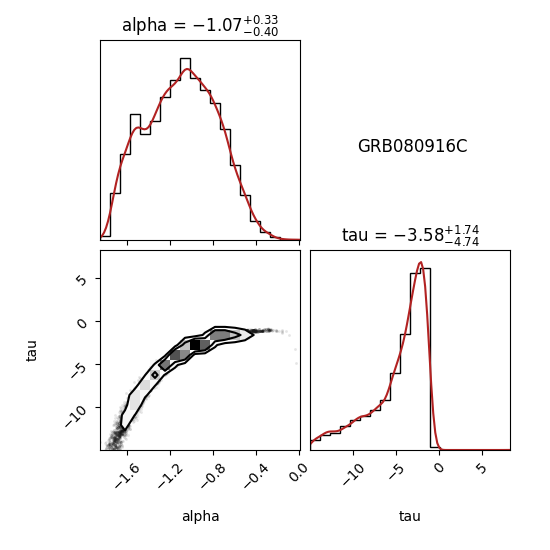 alpha = −1.07+0.33 −0.40
GRB080916C
tau = −3.58+1.74 −4.74
5
0
−5
−10
tau
−1.6 −1.2 −0.8 −0.4 0.0
−10 −5 0 5
alpha
tau